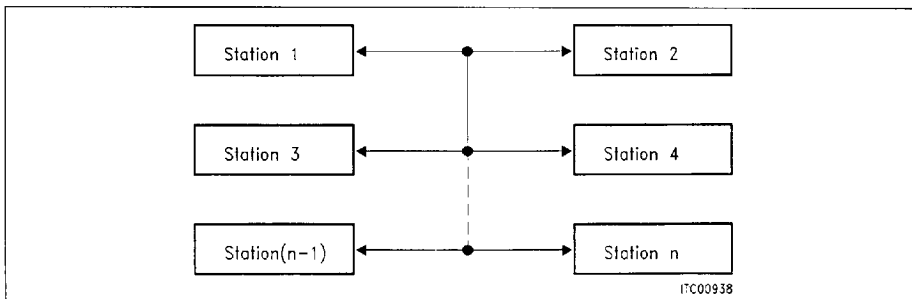 Station 1
Station 2
Station 3
Station 4
Station(n-1)
Station n
ITC00938